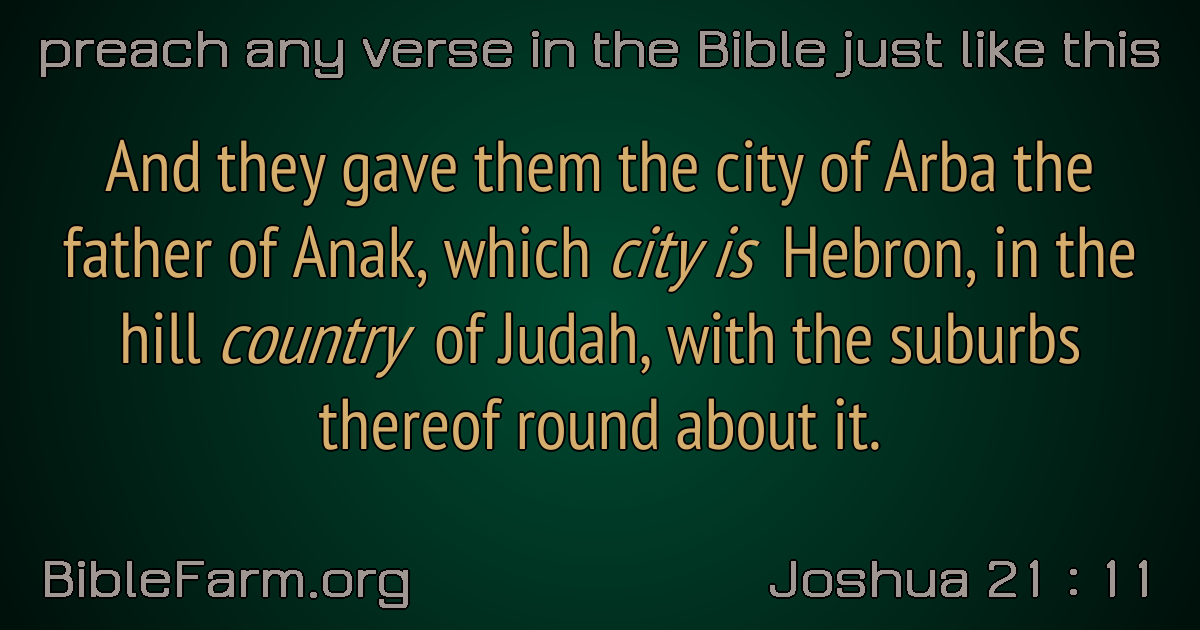 preach any verse in the Bible just like this
And they gave them the city of Arba the
father of Anak, which city is Hebron, in the
hill country of Judah, with the suburbs
thereof round about it.
BibleFarm.org
Joshua 21 : 11